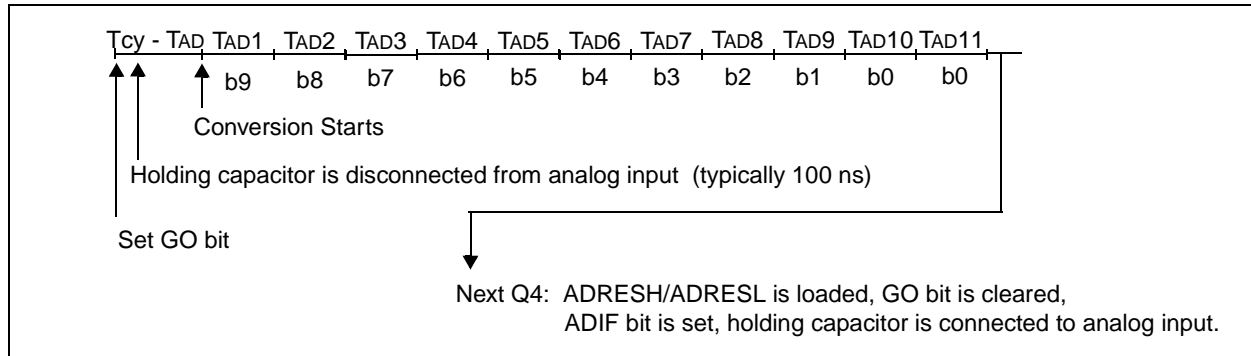 Tcy - TAD TAD1 TAD2 TAD3 TAD4 TAD5 TAD6 TAD7 TAD8 TAD9 TAD10 TAD11
b9 b8 b7 b6 b5 b4 b3 b2 b1 b0 b0
Conversion Starts
Holding capacitor is disconnected from analog input (typically 100 ns)
Set GO bit
Next Q4: ADRESH/ADRESL is loaded, GO bit is cleared,
ADIF bit is set, holding capacitor is connected to analog input.